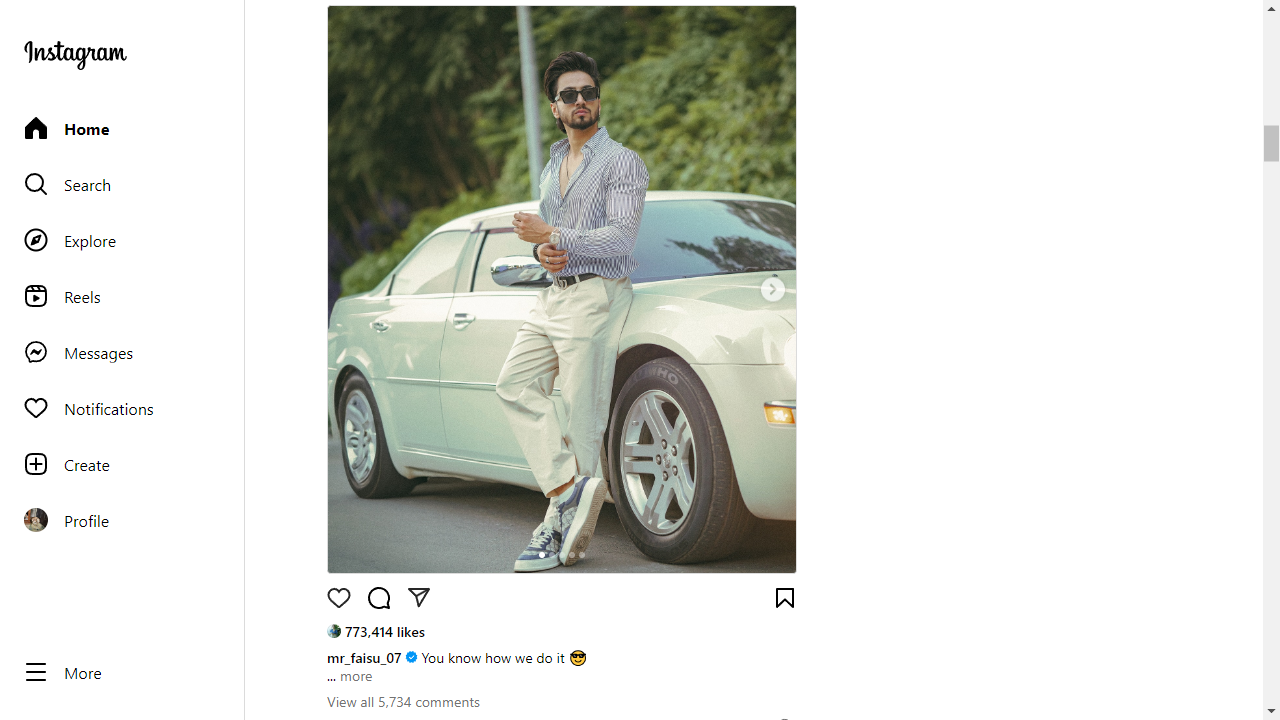 Instagram
Home
Search
Explore
Reels
Messages
Notifications
Create
Profile
More
773,414 likes
mr_faisu_07 You know how we do it 😎
... more
View all 5,734 comments